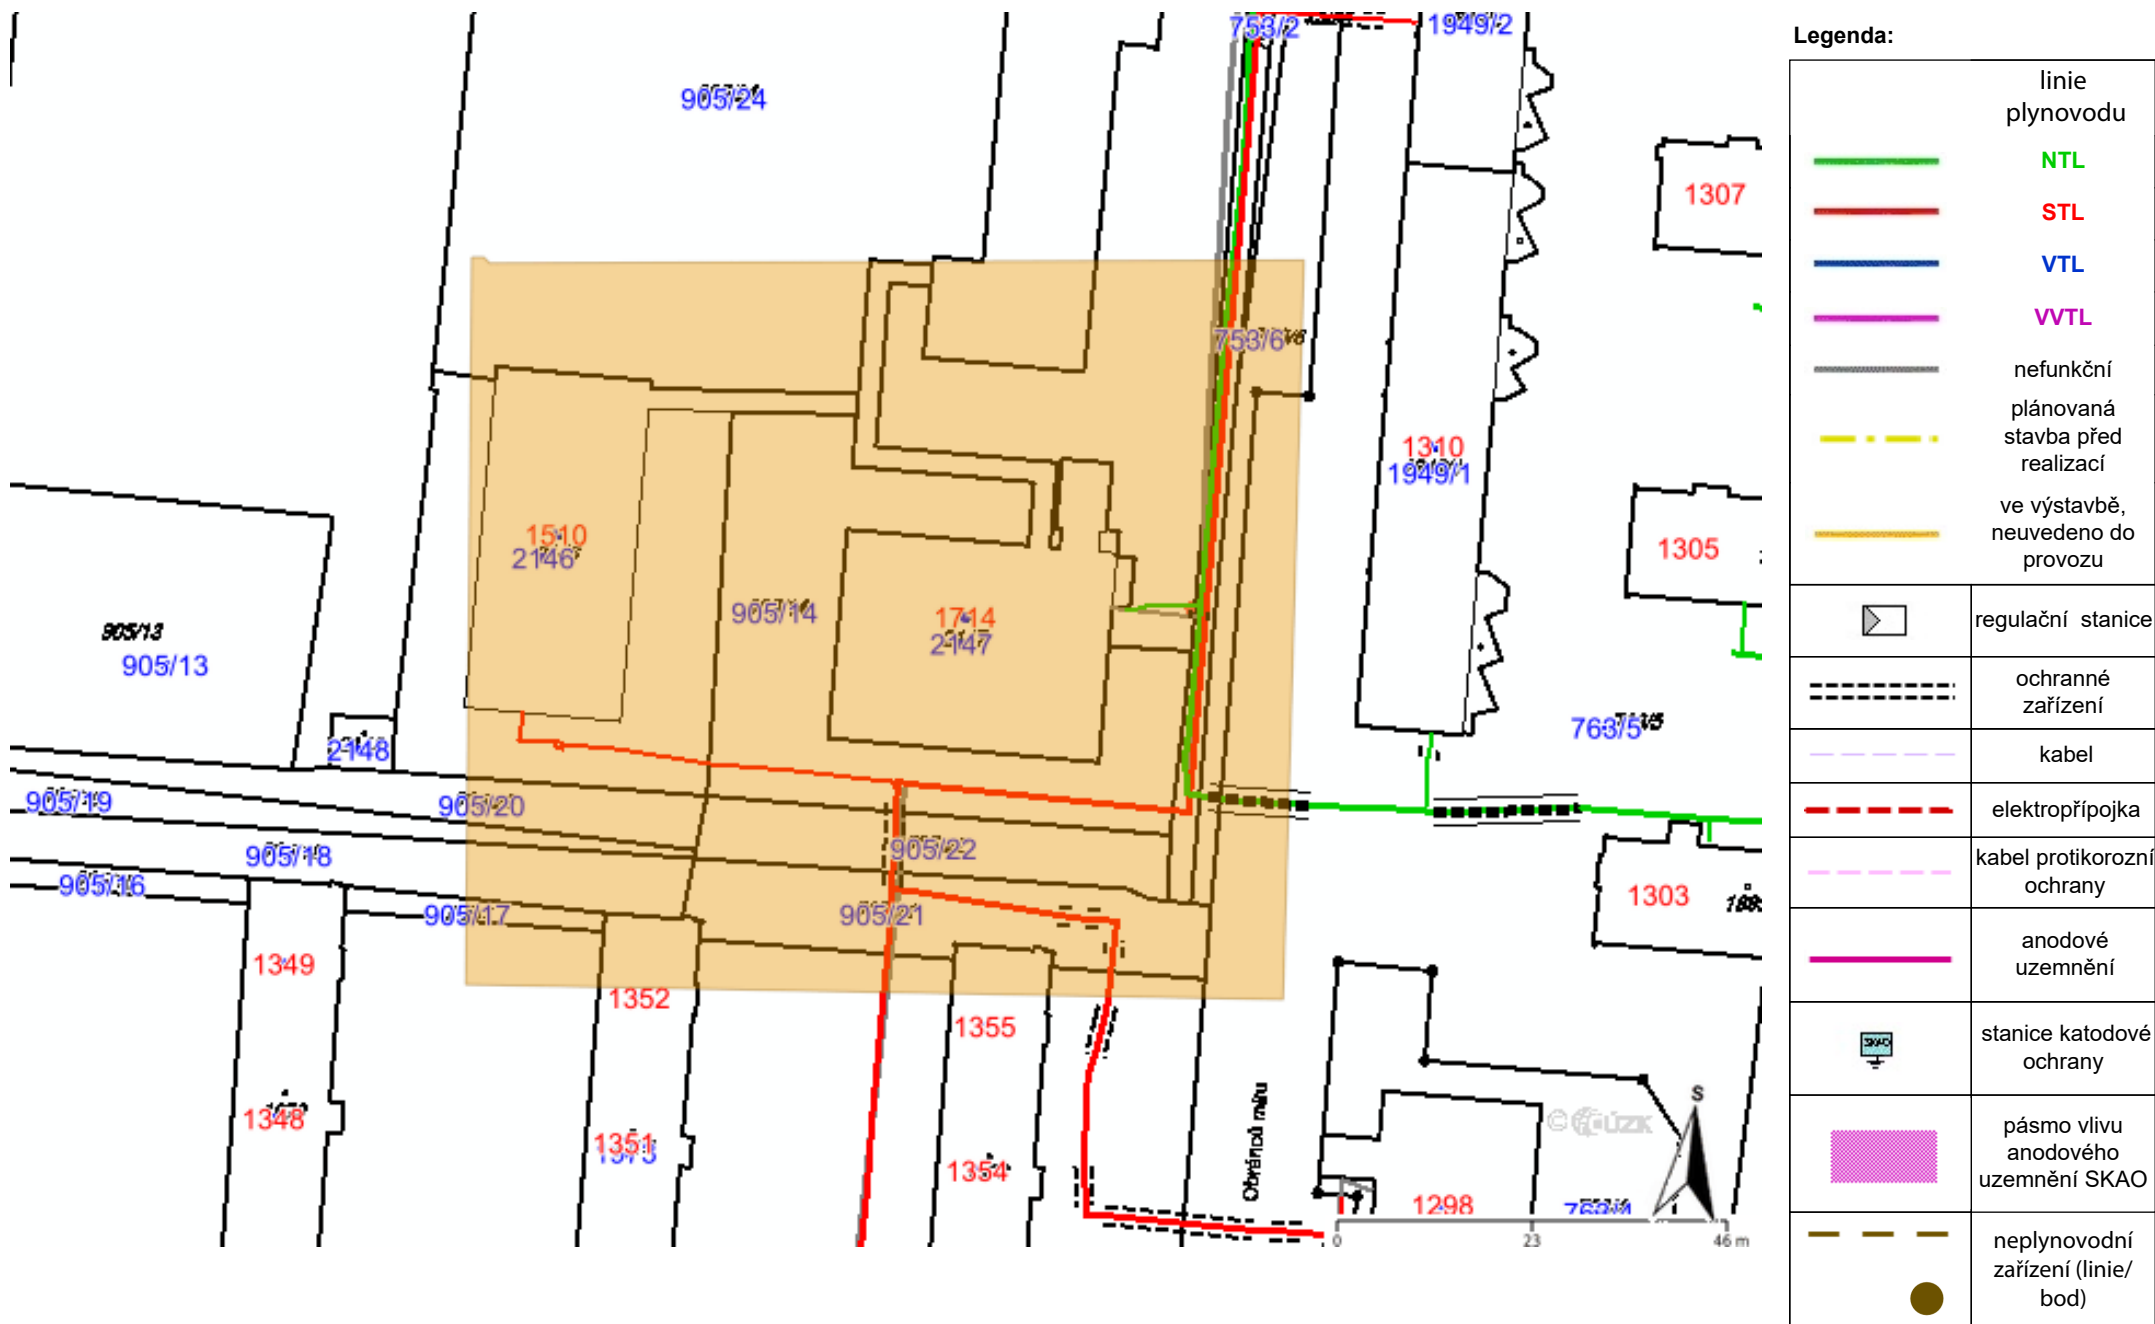 753/2
1949/2
905/24
1307
753/6
1310
1949/1
1510
2146
905/14
1714
2147
1305
905/13
905/13
2148
763/5
905/19
905/20
905/22
905/18
905/16
905/17
905/21
1303
1349
1352
1355
1348
1351
1354
Obránců míru
1298
© ČÚZK
S
0
23
46 m
Legenda:
linie
plynovodu
NTL
STL
VTL
VVTL
nefunkční
plánovaná
stavba před
realizací
ve výstavbě,
neuvedeno do
provozu
regulační stanice
ochranné
zařízení
kabel
elektropřípojka
kabel protikorozní
ochrany
anodové
uzemnění
SKAO
stanice katodové
ochrany
pásmo vlivu
anodového
uzemnění SKAO
neplynovodní
zařízení (linie/
bod)